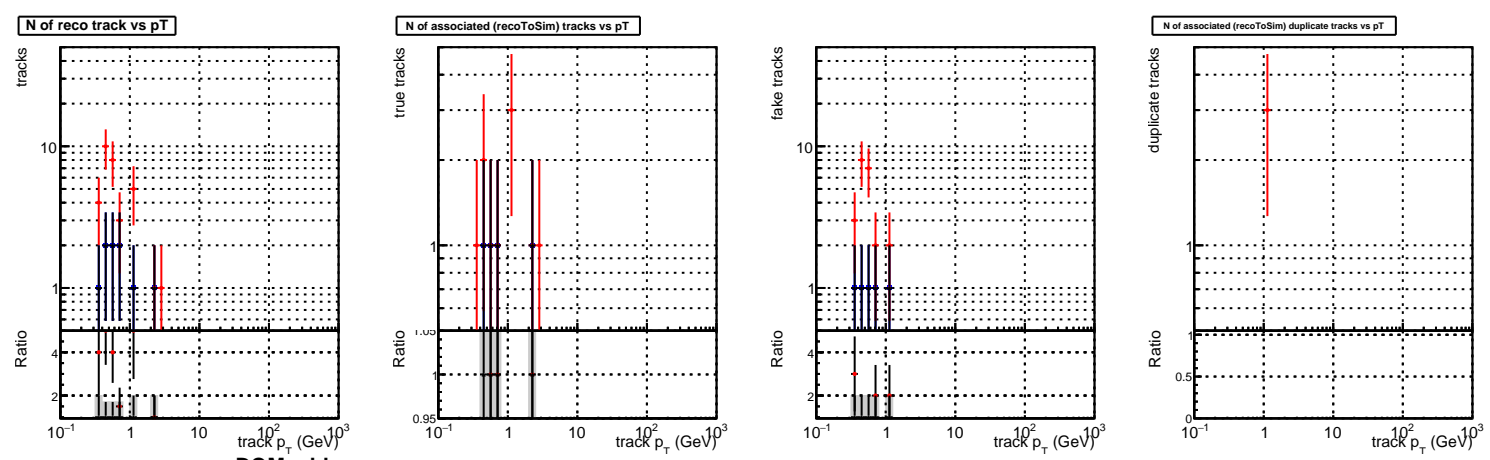 N of reco track vs pT
tracks
10
1
Ratio
4
2
10⁻¹ 1 10 10² 10³
track p_T (GeV)
N of associated (recoToSim) tracks vs pT
true tracks
1
Ratio
1.05
1
0.95
10⁻¹ 1 10 10² 10³
track p_T (GeV)
fake tracks
10
1
Ratio
4
2
10⁻¹ 1 10 10² 10³
track p_T (GeV)
N of associated (recoToSim) duplicate tracks vs pT
duplicate tracks
1
Ratio
1
0.5
0
10⁻¹ 1 10 10² 10³
track p_T (GeV)